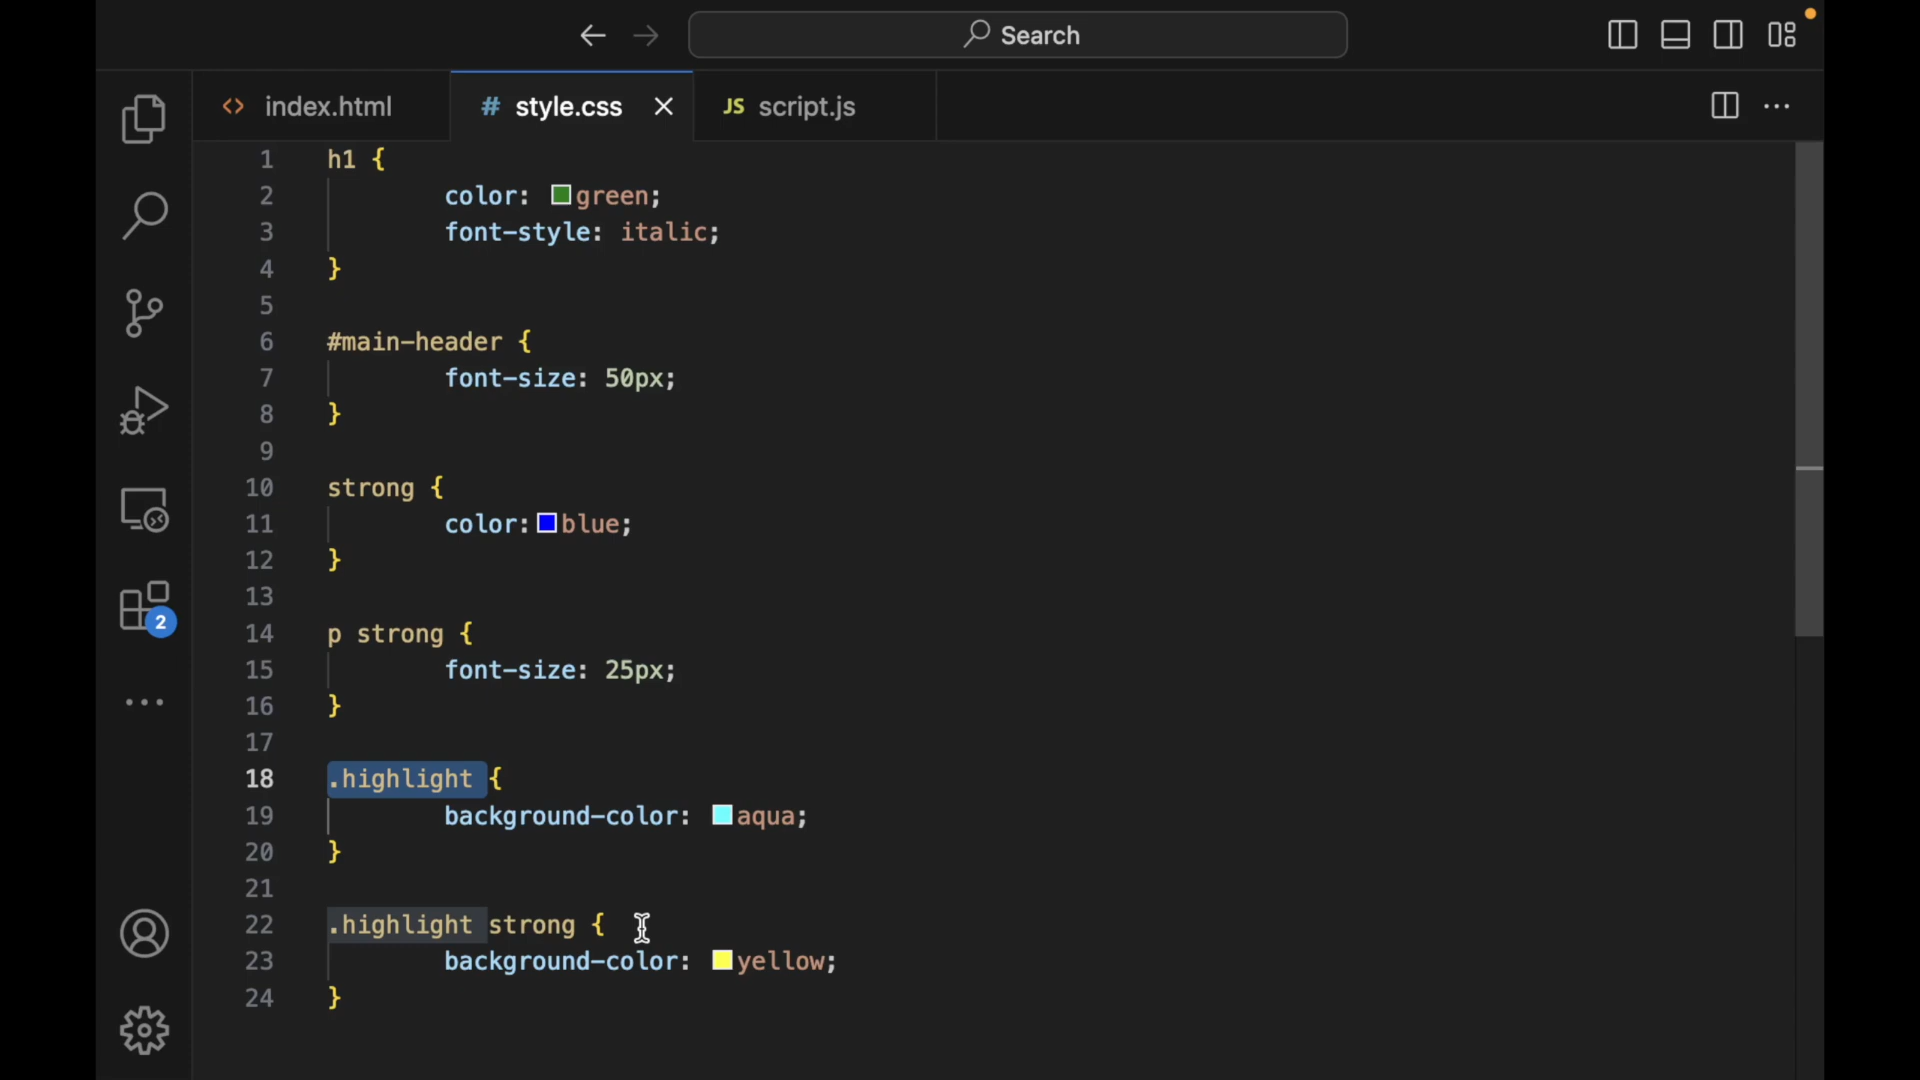 Search
<> index.html
# style.css
JS script.js
1 h1 {
2 color: green;
3 font-style: italic;
4 }
5
6 #main-header {
7 font-size: 50px;
8 }
9
10 strong {
11 color: blue;
12 }
13
14 p strong {
15 font-size: 25px;
16 }
17
18 .highlight {
19 background-color: aqua;
20 }
21
22 .highlight strong {
23 background-color: yellow;
24 }
2